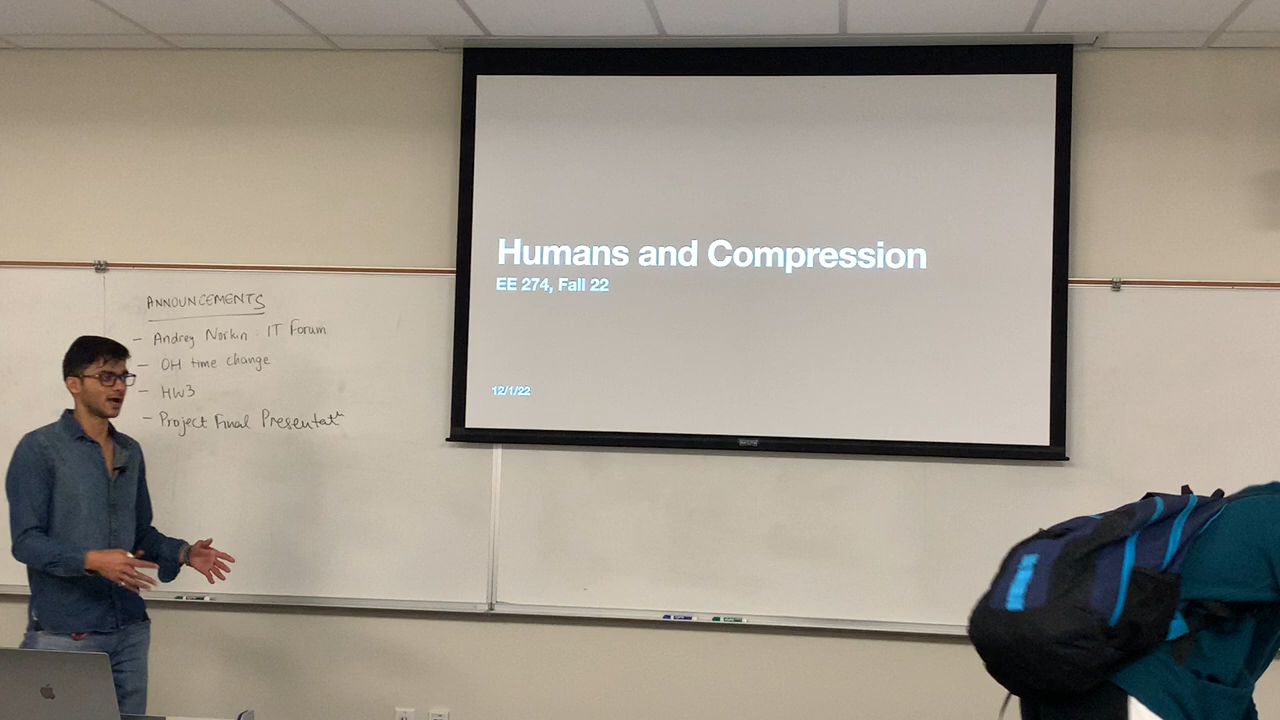 ANNOUNCEMENTS
- Andrey Norkin : IT Forum
- OH time change
- HW3
- Project Final Presentatⁿ
Humans and Compression
EE 274, Fall 22
12/1/22